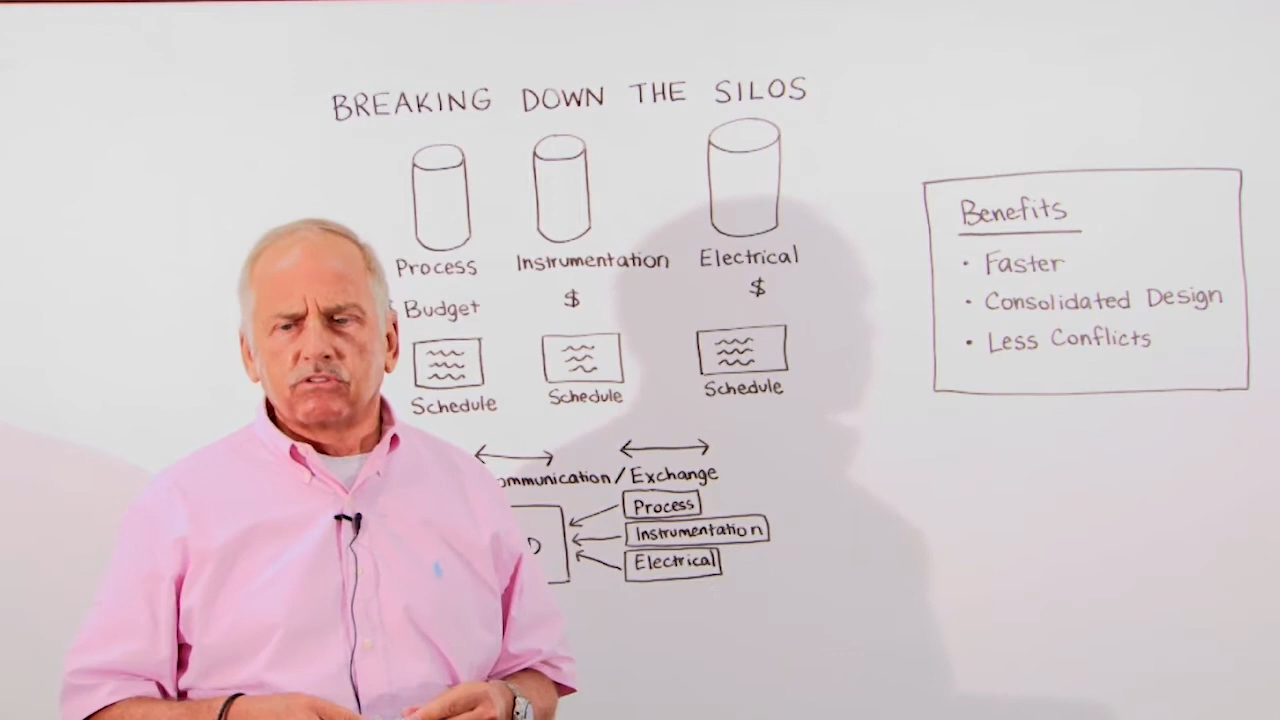 BREAKING DOWN THE SILOS
Process Instrumentation Electrical
Budget $ $
Schedule Schedule Schedule
ommunication/Exchange
Process
Instrumentation
Electrical
D
Benefits
• Faster
• Consolidated Design
• Less Conflicts